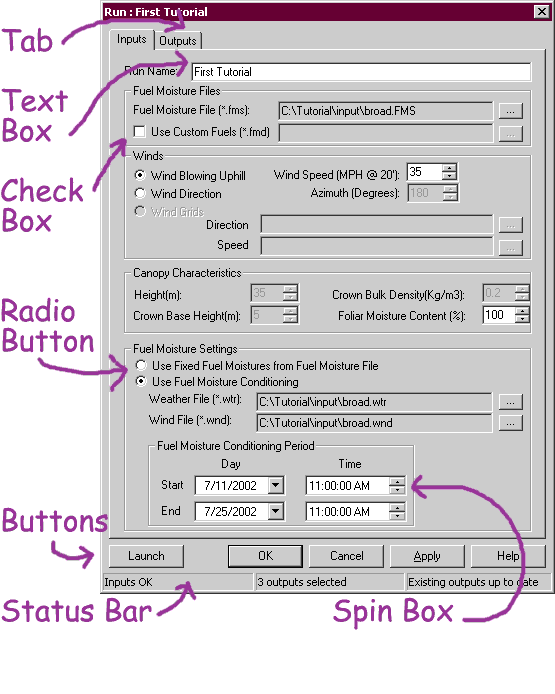 Run : First Tutorial
Tab
Inputs
Outputs
Run Name:
First Tutorial
Text
Box
Fuel Moisture Files
Fuel Moisture File (*.fms):
C:\Tutorial\input\broad.FMS
...
Use Custom Fuels (*.fmd)
...
Check
Box
Winds
Wind Blowing Uphill
Wind Speed (MPH @ 20'):
35
Wind Direction
Azimuth (Degrees):
180
Wind Grids
Direction
...
Speed
...
Canopy Characteristics
Height(m):
35
Crown Bulk Density(Kg/m3):
0.2
Crown Base Height(m):
5
Foliar Moisture Content (%):
100
Radio
Button
Fuel Moisture Settings
Use Fixed Fuel Moistures from Fuel Moisture File
Use Fuel Moisture Conditioning
Weather File (*.wtr):
C:\Tutorial\input\broad.wtr
...
Wind File (*.wnd):
C:\Tutorial\input\broad.wnd
...
Fuel Moisture Conditioning Period
Day
Time
Start
7/11/2002
11:00:00 AM
End
7/25/2002
11:00:00 AM
Buttons
Launch
OK
Cancel
Apply
Help
Inputs OK
3 outputs selected
Existing outputs up to date
Status Bar
Spin Box